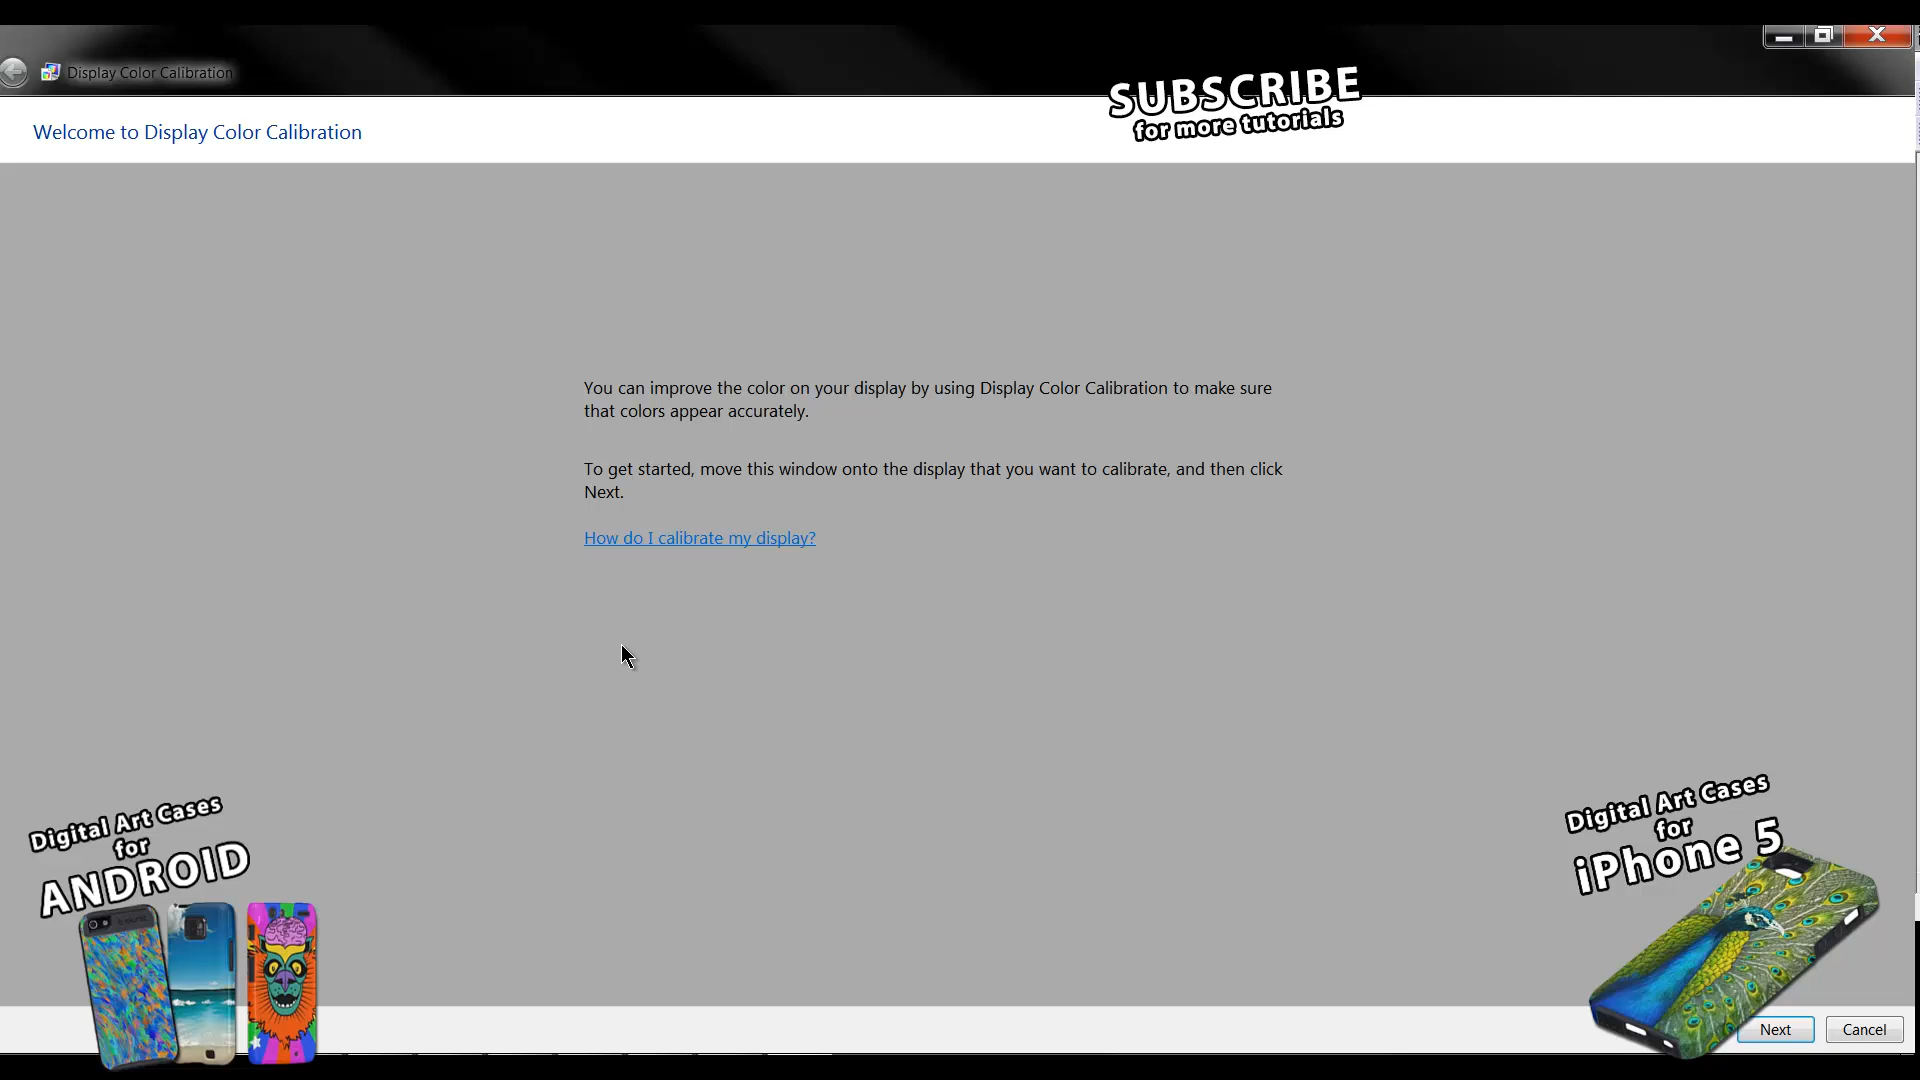 Display Color Calibration
SUBSCRIBE
for more tutorials
Welcome to Display Color Calibration
You can improve the color on your display by using Display Color Calibration to make sure
that colors appear accurately.
To get started, move this window onto the display that you want to calibrate, and then click
Next.
How do I calibrate my display?
Digital Art Cases
for
ANDROID
Digital Art Cases
for
iPhone 5
Next
Cancel